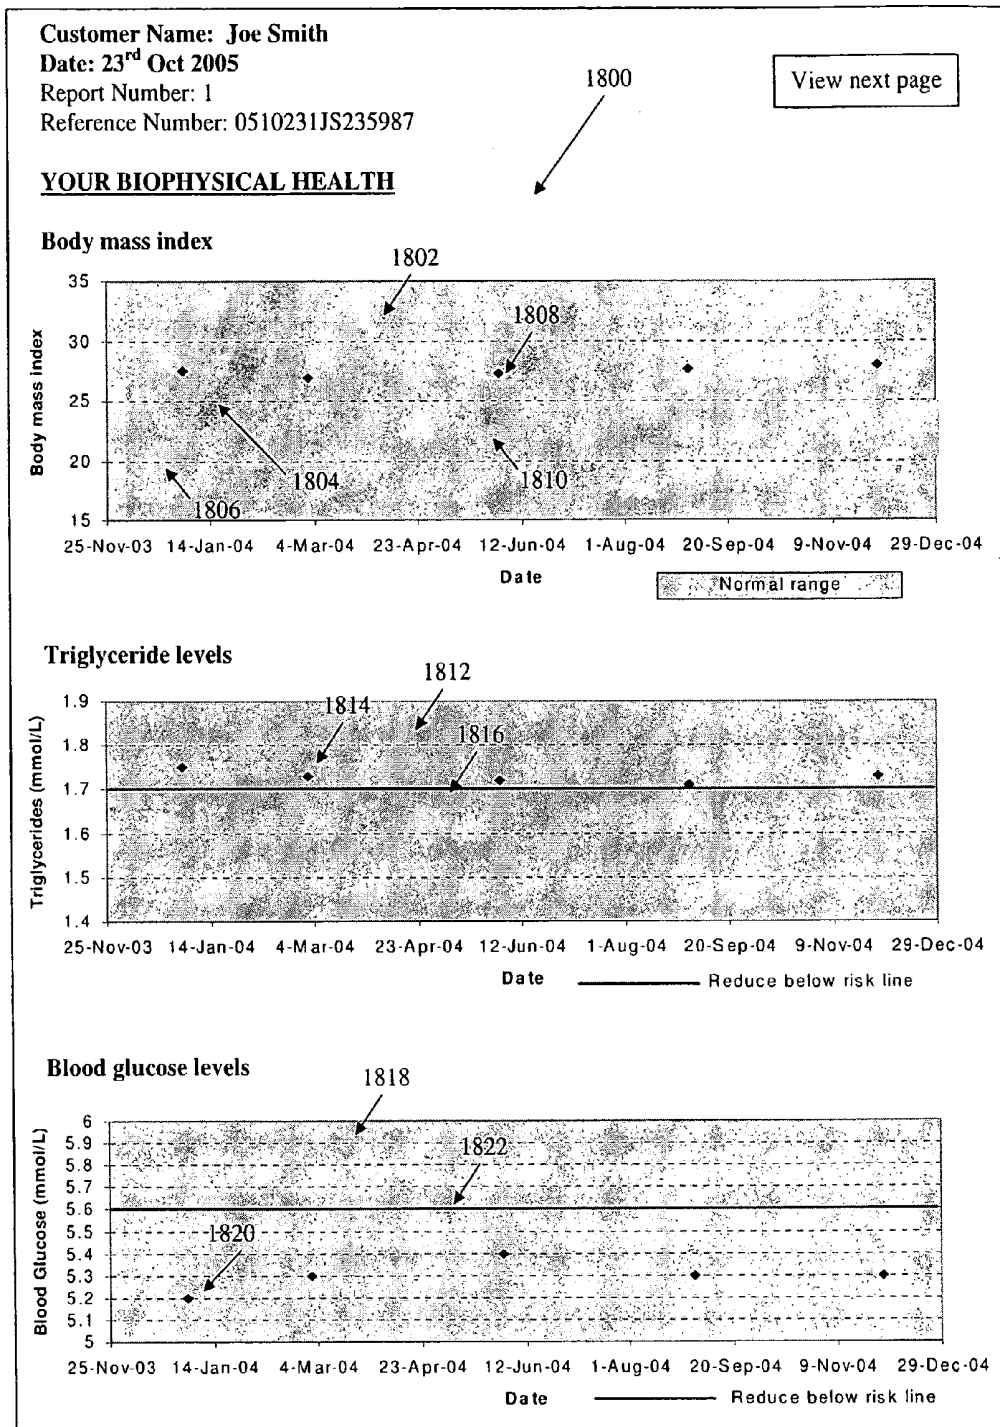 Customer Name: Joe Smith
Date: 23rd Oct 2005
Report Number: 1
Reference Number: 0510231JS235987
1800
View next page
YOUR BIOPHYSICAL HEALTH
Body mass index
1802
35
30
25
20
15
Body mass index
1808
1804
1806
1810
25-Nov-03 14-Jan-04 4-Mar-04 23-Apr-04 12-Jun-04 1-Aug-04 20-Sep-04 9-Nov-04 29-Dec-04
Date
Normal range
Triglyceride levels
1812
1814
1816
1.9
1.8
1.7
1.6
1.5
1.4
Triglycerides (mmol/L)
25-Nov-03 14-Jan-04 4-Mar-04 23-Apr-04 12-Jun-04 1-Aug-04 20-Sep-04 9-Nov-04 29-Dec-04
Date
Reduce below risk line
Blood glucose levels
1818
1822
1820
6
5.9
5.8
5.7
5.6
5.5
5.4
5.3
5.2
5.1
5
Blood Glucose (mmol/L)
25-Nov-03 14-Jan-04 4-Mar-04 23-Apr-04 12-Jun-04 1-Aug-04 20-Sep-04 9-Nov-04 29-Dec-04
Date
Reduce below risk line